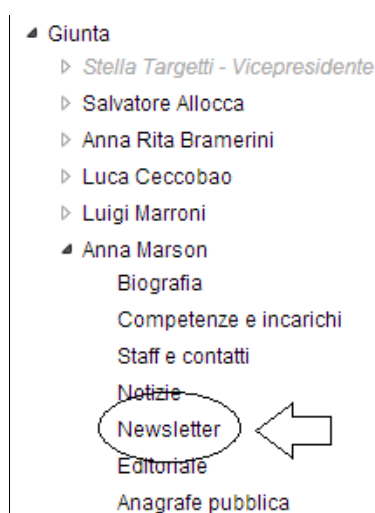 Giunta
Stella Targetti - Vicepresidente
Salvatore Allocca
Anna Rita Bramerini
Luca Ceccobao
Luigi Marroni
Anna Marson
Biografia
Competenze e incarichi
Staff e contatti
Notizie
Newsletter
Editoriale
Anagrafe pubblica